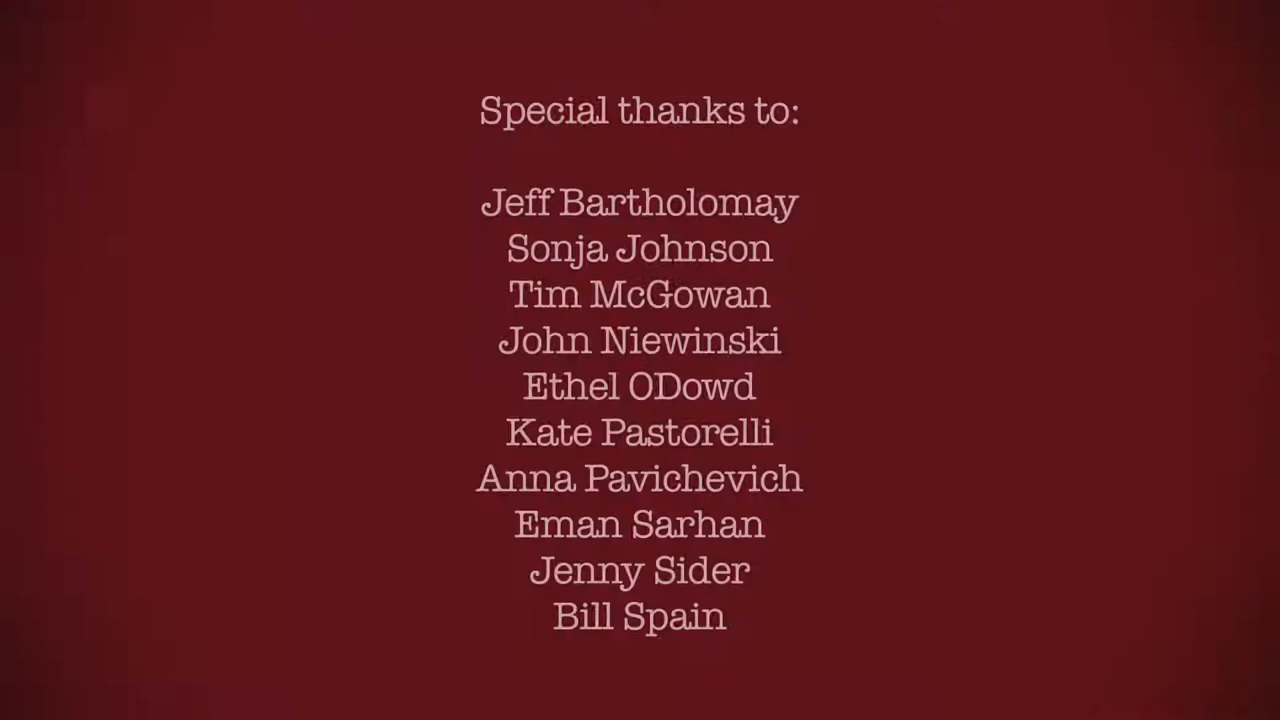 Special thanks to:
Jeff Bartholomay
Sonja Johnson
Tim McGowan
John Niewinski
Ethel ODowd
Kate Pastorelli
Anna Pavichevich
Eman Sarhan
Jenny Sider
Bill Spain